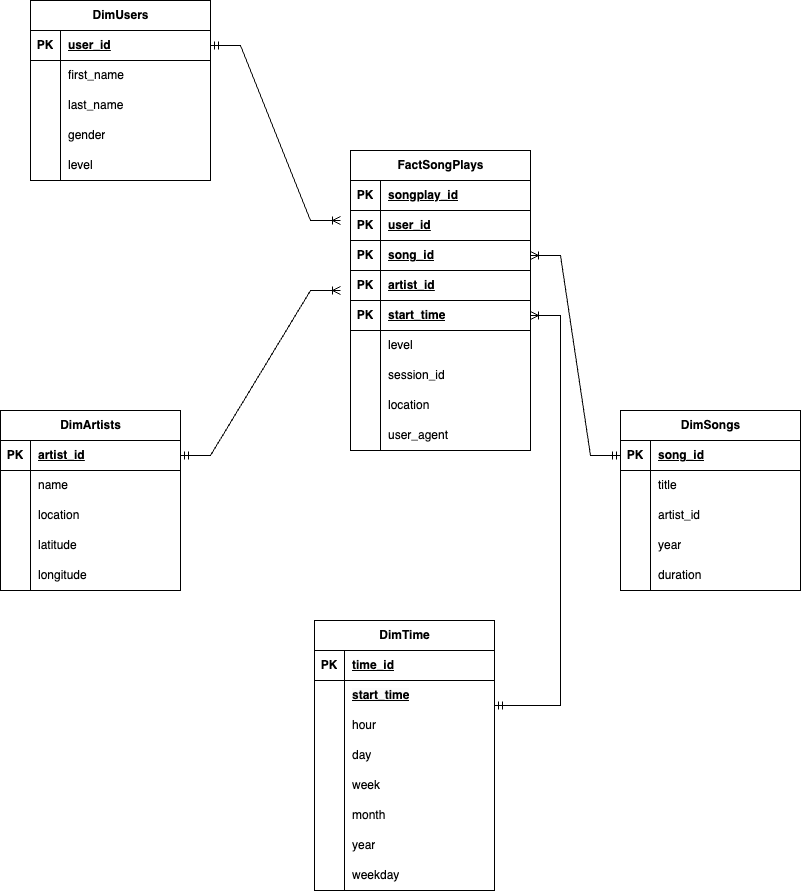 DimUsers
PK user_id
first_name
last_name
gender
level
FactSongPlays
PK songplay_id
PK user_id
PK song_id
PK artist_id
PK start_time
level
session_id
location
user_agent
DimArtists
PK artist_id
name
location
latitude
longitude
DimSongs
PK song_id
title
artist_id
year
duration
DimTime
PK time_id
start_time
hour
day
week
month
year
weekday